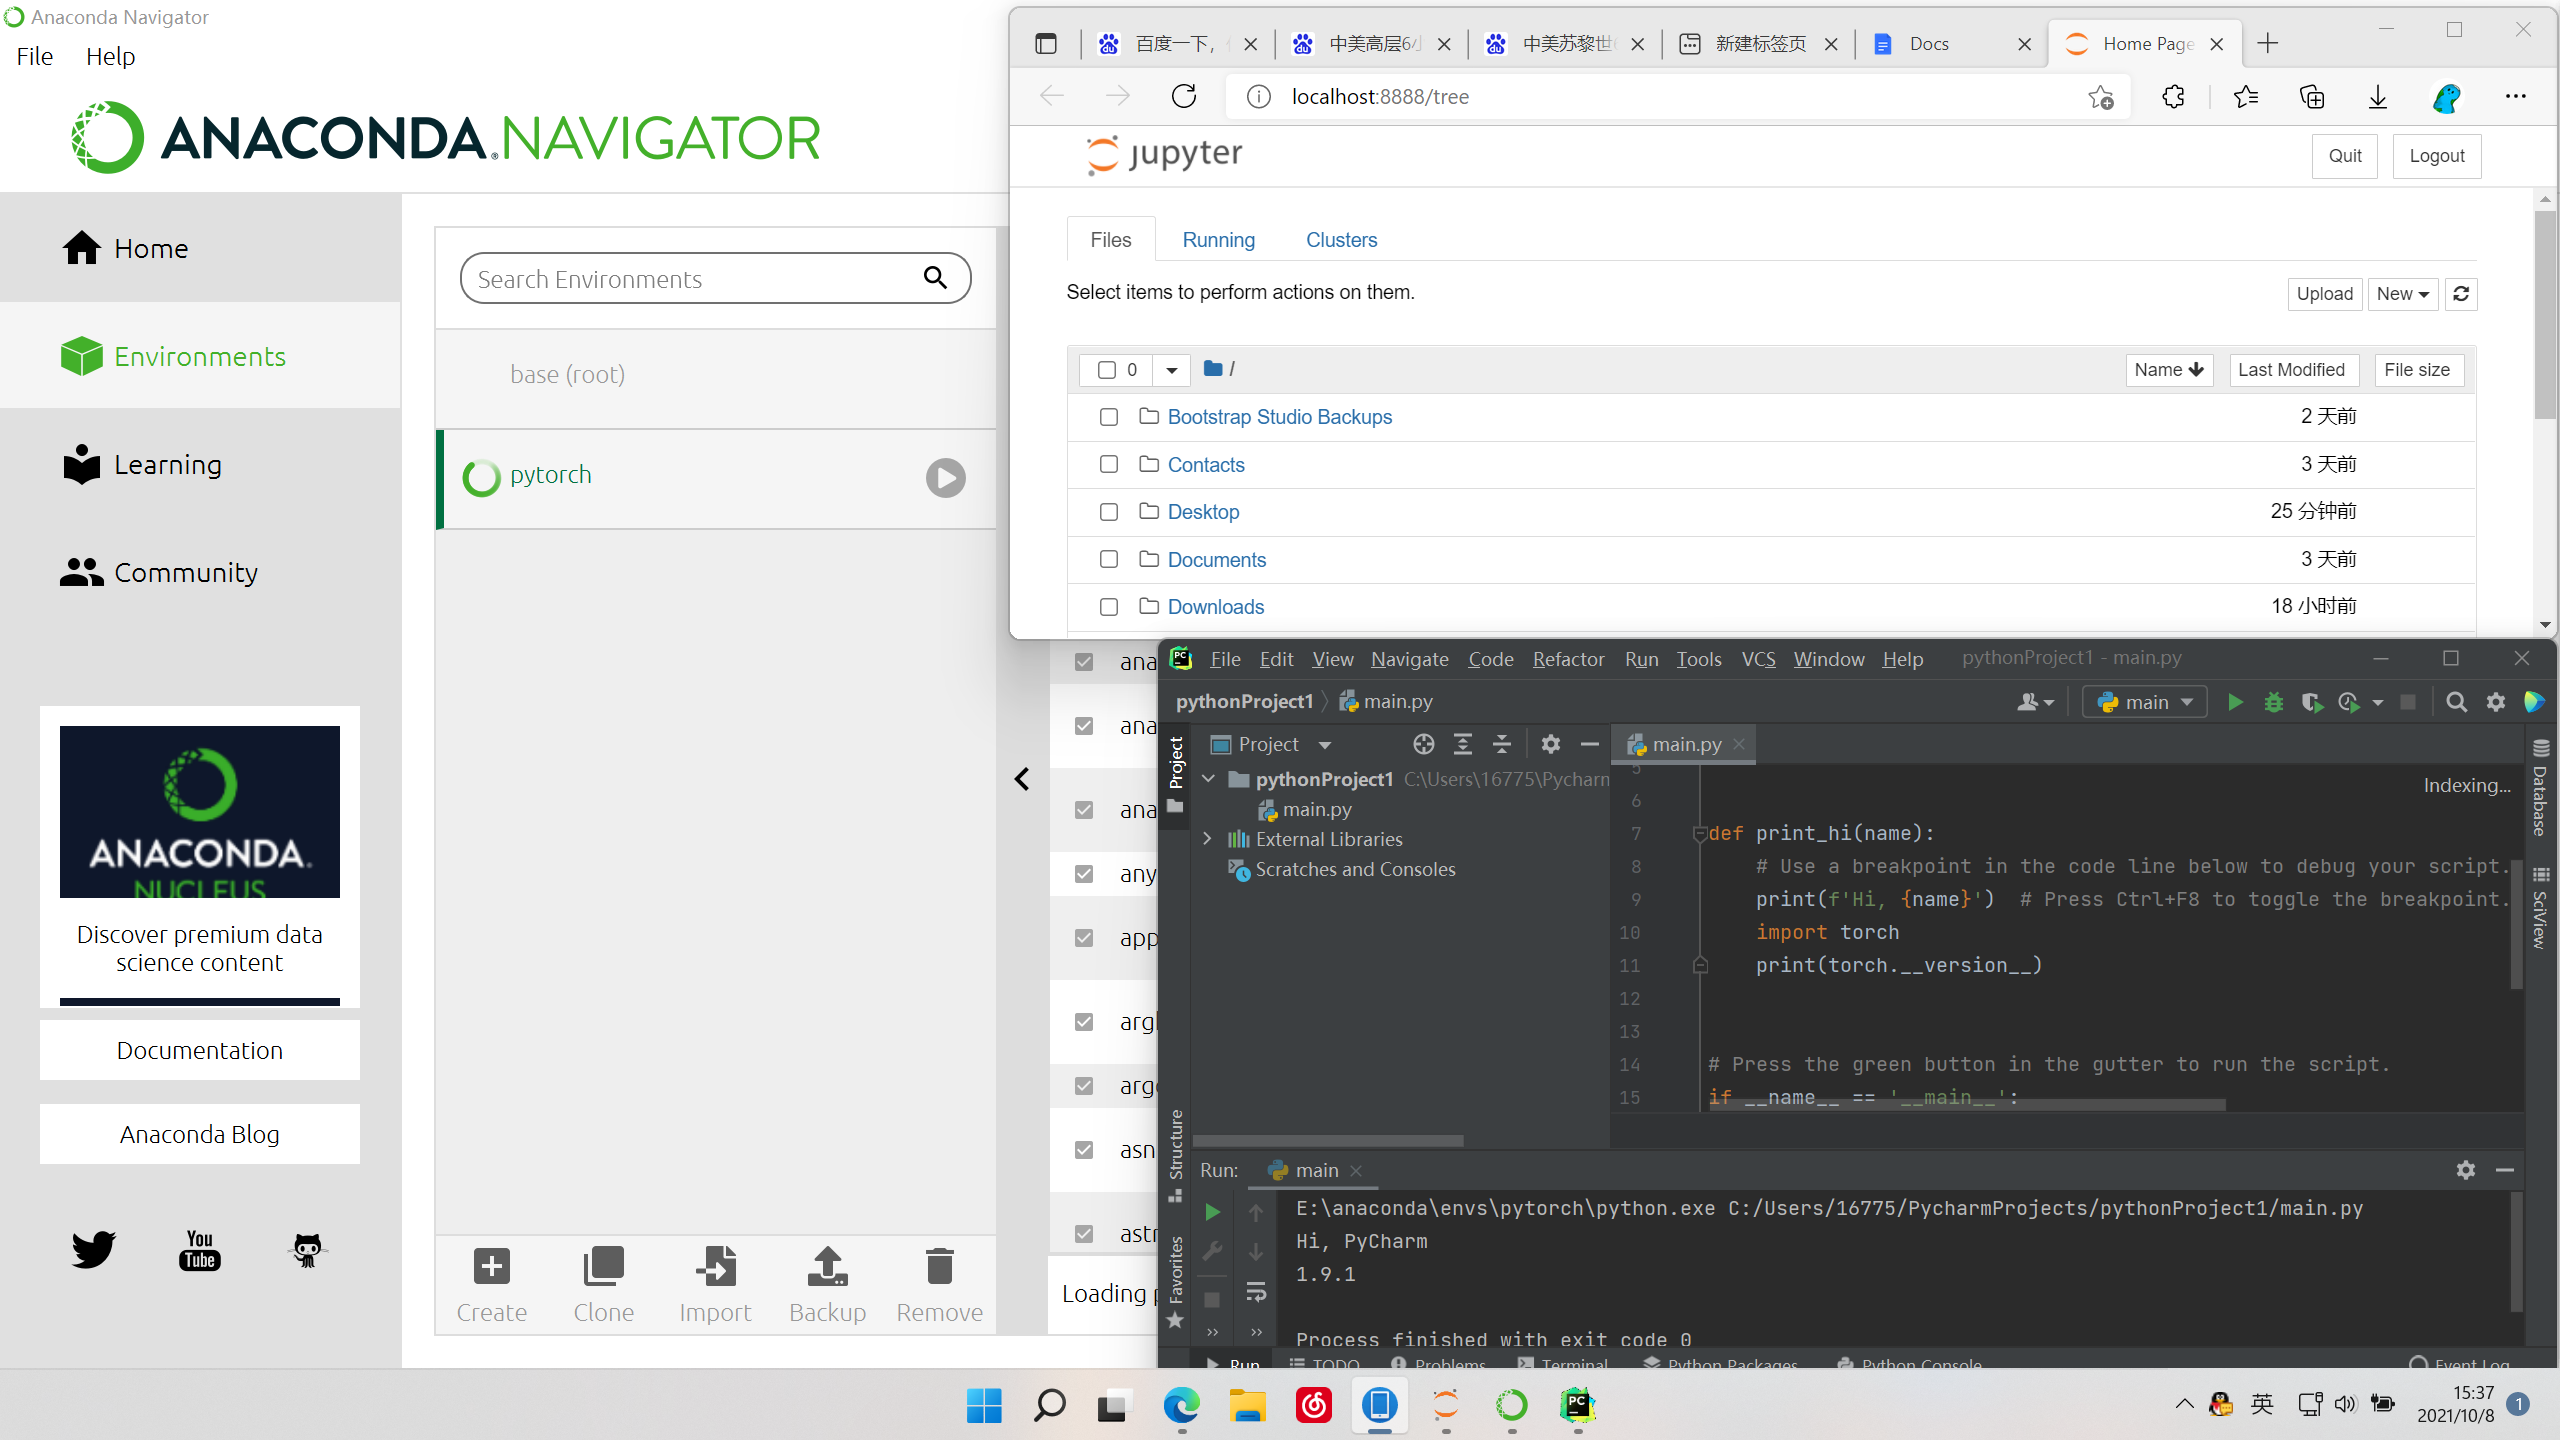 Anaconda Navigator
File Help
ANACONDA.NAVIGATOR
Home
Environments
Learning
Community
ANACONDA.
NUCLEUS
Discover premium data
science content
Documentation
Anaconda Blog
You
Tube
Search Environments
base (root)
pytorch
Create Clone Import Backup Remove
ana
ana
ana
any
app
arg
asn
ast
Loading
百度一下,
中美高层6小
中美苏黎世
新建标签页
Docs
Home Page
localhost:8888/tree
jupyter
Quit Logout
Files Running Clusters
Select items to perform actions on them.
Upload New
0 / Name Last Modified File size
Bootstrap Studio Backups 2 天前
Contacts 3 天前
Desktop 25 分钟前
Documents 3 天前
Downloads 18 小时前
PC File Edit View Navigate Code Refactor Run Tools VCS Window Help pythonProject1 - main.py
pythonProject1 main.py main
Project Project main.py
pythonProject1 C:\Users\16775\Pycharm
main.py
External Libraries
Scratches and Consoles
Structure
Favorites
Database
SciView
Indexing...
5
6
7 def print_hi(name):
8 # Use a breakpoint in the code line below to debug your script.
9 print(f'Hi, {name}') # Press Ctrl+F8 to toggle the breakpoint.
10 import torch
11 print(torch.__version__)
12
13
14 # Press the green button in the gutter to run the script.
15 if __name__ == '__main__':
Run: main
E:\anaconda\envs\pytorch\python.exe C:/Users/16775/PycharmProjects/pythonProject1/main.py
Hi, PyCharm
1.9.1
Process finished with exit code 0
Run TODO Problems Terminal Python Packages Python Console Event Log
PC
英
15:37
2021/10/8
1